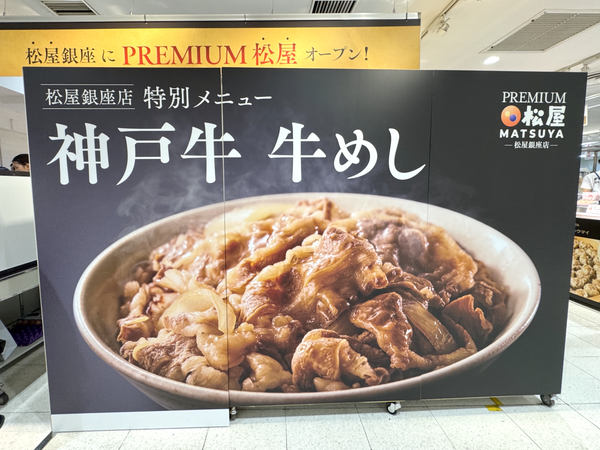 松屋銀座にPREMIUM松屋オープン!
松屋銀座店 特別メニュー
神戸牛 牛めし
PREMIUM
松屋
MATSUYA
松屋銀座店